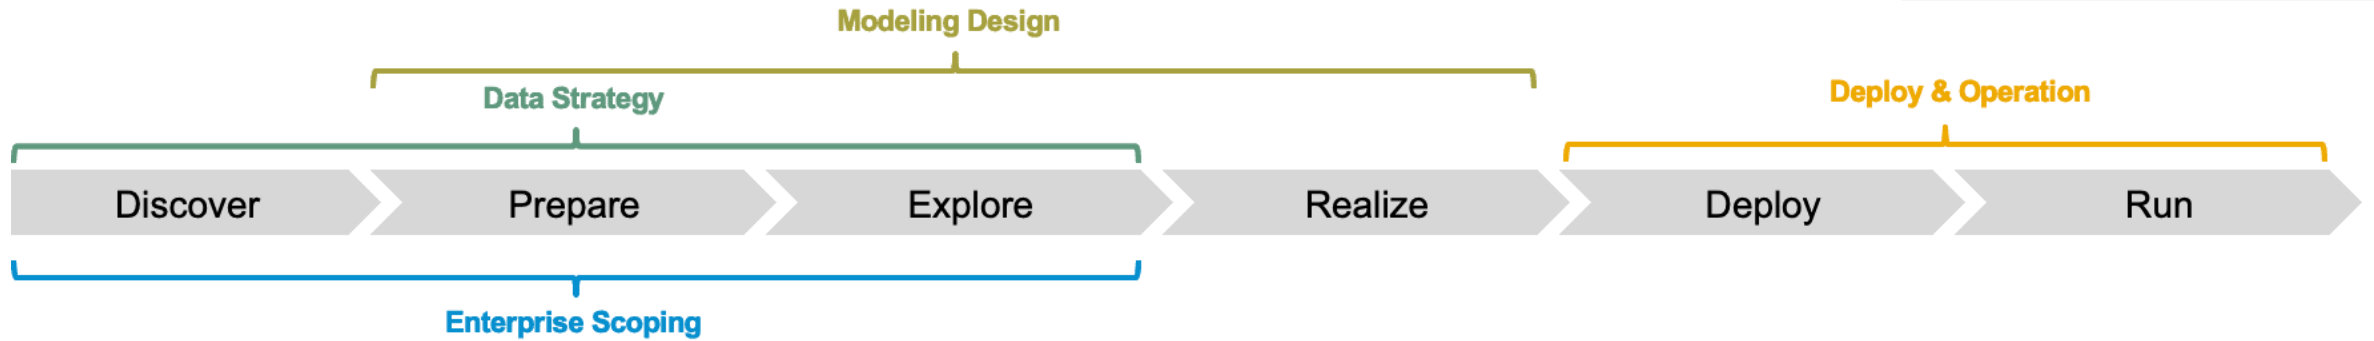 Modeling Design
Data Strategy
Deploy & Operation
Discover
Prepare
Explore
Realize
Deploy
Run
Enterprise Scoping